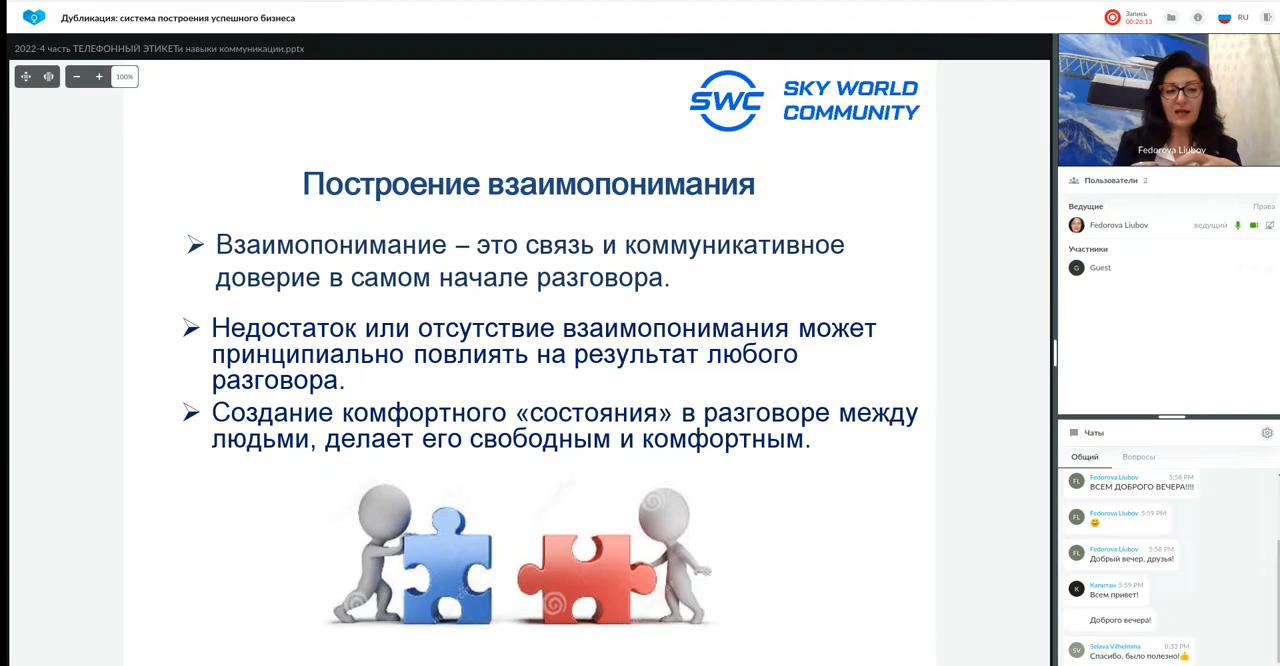 Дубликация: система построения успешного бизнеса
Запись
00:26:13
RU
2022-4 часть ТЕЛЕФОННЫЙ ЭТИКЕТи навыки коммуникации.pptx
100%
SWC
SKY WORLD
COMMUNITY
Построение взаимопонимания
Взаимопонимание – это связь и коммуникативное
доверие в самом начале разговора.
Недостаток или отсутствие взаимопонимания может
принципиально повлиять на результат любого
разговора.
Создание комфортного «состояния» в разговоре между
людьми, делает его свободным и комфортным.
Fedorova Liubov
Пользователи 2
Ведущие Права
Fedorova Liubov ведущий
Участники
G Guest
Чаты
Общий Вопросы
FL Fedorova Liubov 5:58 PM
ВСЕМ ДОБРОГО ВЕЧЕРА!!!!
FL Fedorova Liubov 5:59 PM
😊
FL Fedorova Liubov 5:58 PM
Добрый вечер, друзья!
К Капитан 5:59 PM
Всем привет!
Доброго вечера!
SV Selava Vilhelmina 8:33 PM
Спасибо, было полезно!👍